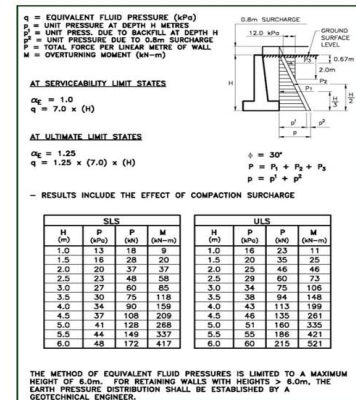 q = EQUIVALENT FLUID PRESSURE (kPa)
p = UNIT PRESSURE AT DEPTH H METRES
p¹ = UNIT PRESS. DUE TO BACKFILL AT DEPTH H
p² = UNIT PRESSURE DUE TO 0.8m SURCHARGE
P = TOTAL FORCE PER LINEAR METRE OF WALL
M = OVERTURNING MOMENT (kN-m)
0.8m SURCHARGE
12.0 kPa
GROUND SURFACE LEVEL
P₃
0.67m
2.0m
P₂
P₁
H
H/2
H/3
p¹
p²
p
AT SERVICEABILITY LIMIT STATES
αE = 1.0
q = 7.0 x (H)
AT ULTIMATE LIMIT STATES
αE = 1.25
q = 1.25 x (7.0) x (H)
ϕ = 30°
P = P₁ + P₂ + P₃
p = p¹ + p²
– RESULTS INCLUDE THE EFFECT OF COMPACTION SURCHARGE
SLS
H (m) P (kPa) P (kN) M (kN-m)
1.0 13 18 9
1.5 16 28 20
2.0 20 37 37
2.5 23 48 58
3.0 27 60 85
3.5 30 75 118
4.0 34 90 159
4.5 37 108 209
5.0 41 128 268
5.5 44 149 337
6.0 48 172 417
ULS
H (m) P (kPa) P (kN) M (kN-m)
1.0 16 23 11
1.5 20 35 25
2.0 25 46 46
2.5 29 60 73
3.0 34 75 106
3.5 38 94 148
4.0 43 113 199
4.5 46 135 261
5.0 51 160 335
5.5 55 186 421
6.0 60 215 521
THE METHOD OF EQUIVALENT FLUID PRESSURES IS LIMITED TO A MAXIMUM
HEIGHT OF 6.0m. FOR RETAINING WALLS WITH HEIGHTS > 6.0m, THE
EARTH PRESSURE DISTRIBUTION SHALL BE ESTABLISHED BY A
GEOTECHNICAL ENGINEER.